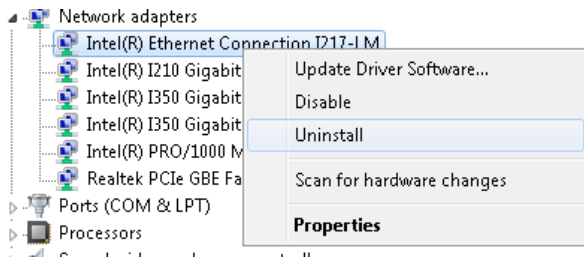 Network adapters
Intel(R) Ethernet Connection I217-LM
Intel(R) I210 Gigabit
Update Driver Software...
Intel(R) I350 Gigabit
Disable
Intel(R) I350 Gigabit
Uninstall
Intel(R) PRO/1000 M
Realtek PCIe GBE Fa
Scan for hardware changes
Ports (COM & LPT)
Properties
Processors